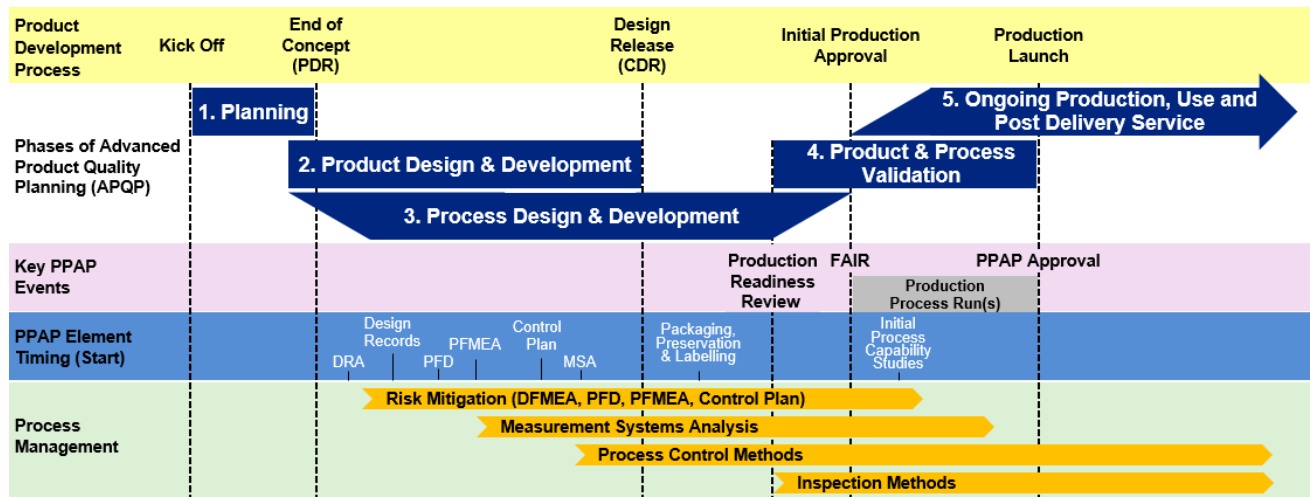 Product
Development
Process
Kick Off
End of
Concept
(PDR)
Design
Release
(CDR)
Initial Production
Approval
Production
Launch
Phases of Advanced
Product Quality
Planning (APQP)
1. Planning
2. Product Design & Development
3. Process Design & Development
4. Product & Process
Validation
5. Ongoing Production, Use and
Post Delivery Service
Key PPAP
Events
Production
Readiness
Review
FAIR
PPAP Approval
Production
Process Run(s)
PPAP Element
Timing (Start)
DRA
Design
Records
PFD
PFMEA
Control
Plan
MSA
Packaging,
Preservation
& Labelling
Initial
Process
Capability
Studies
Process
Management
Risk Mitigation (DFMEA, PFD, PFMEA, Control Plan)
Measurement Systems Analysis
Process Control Methods
Inspection Methods